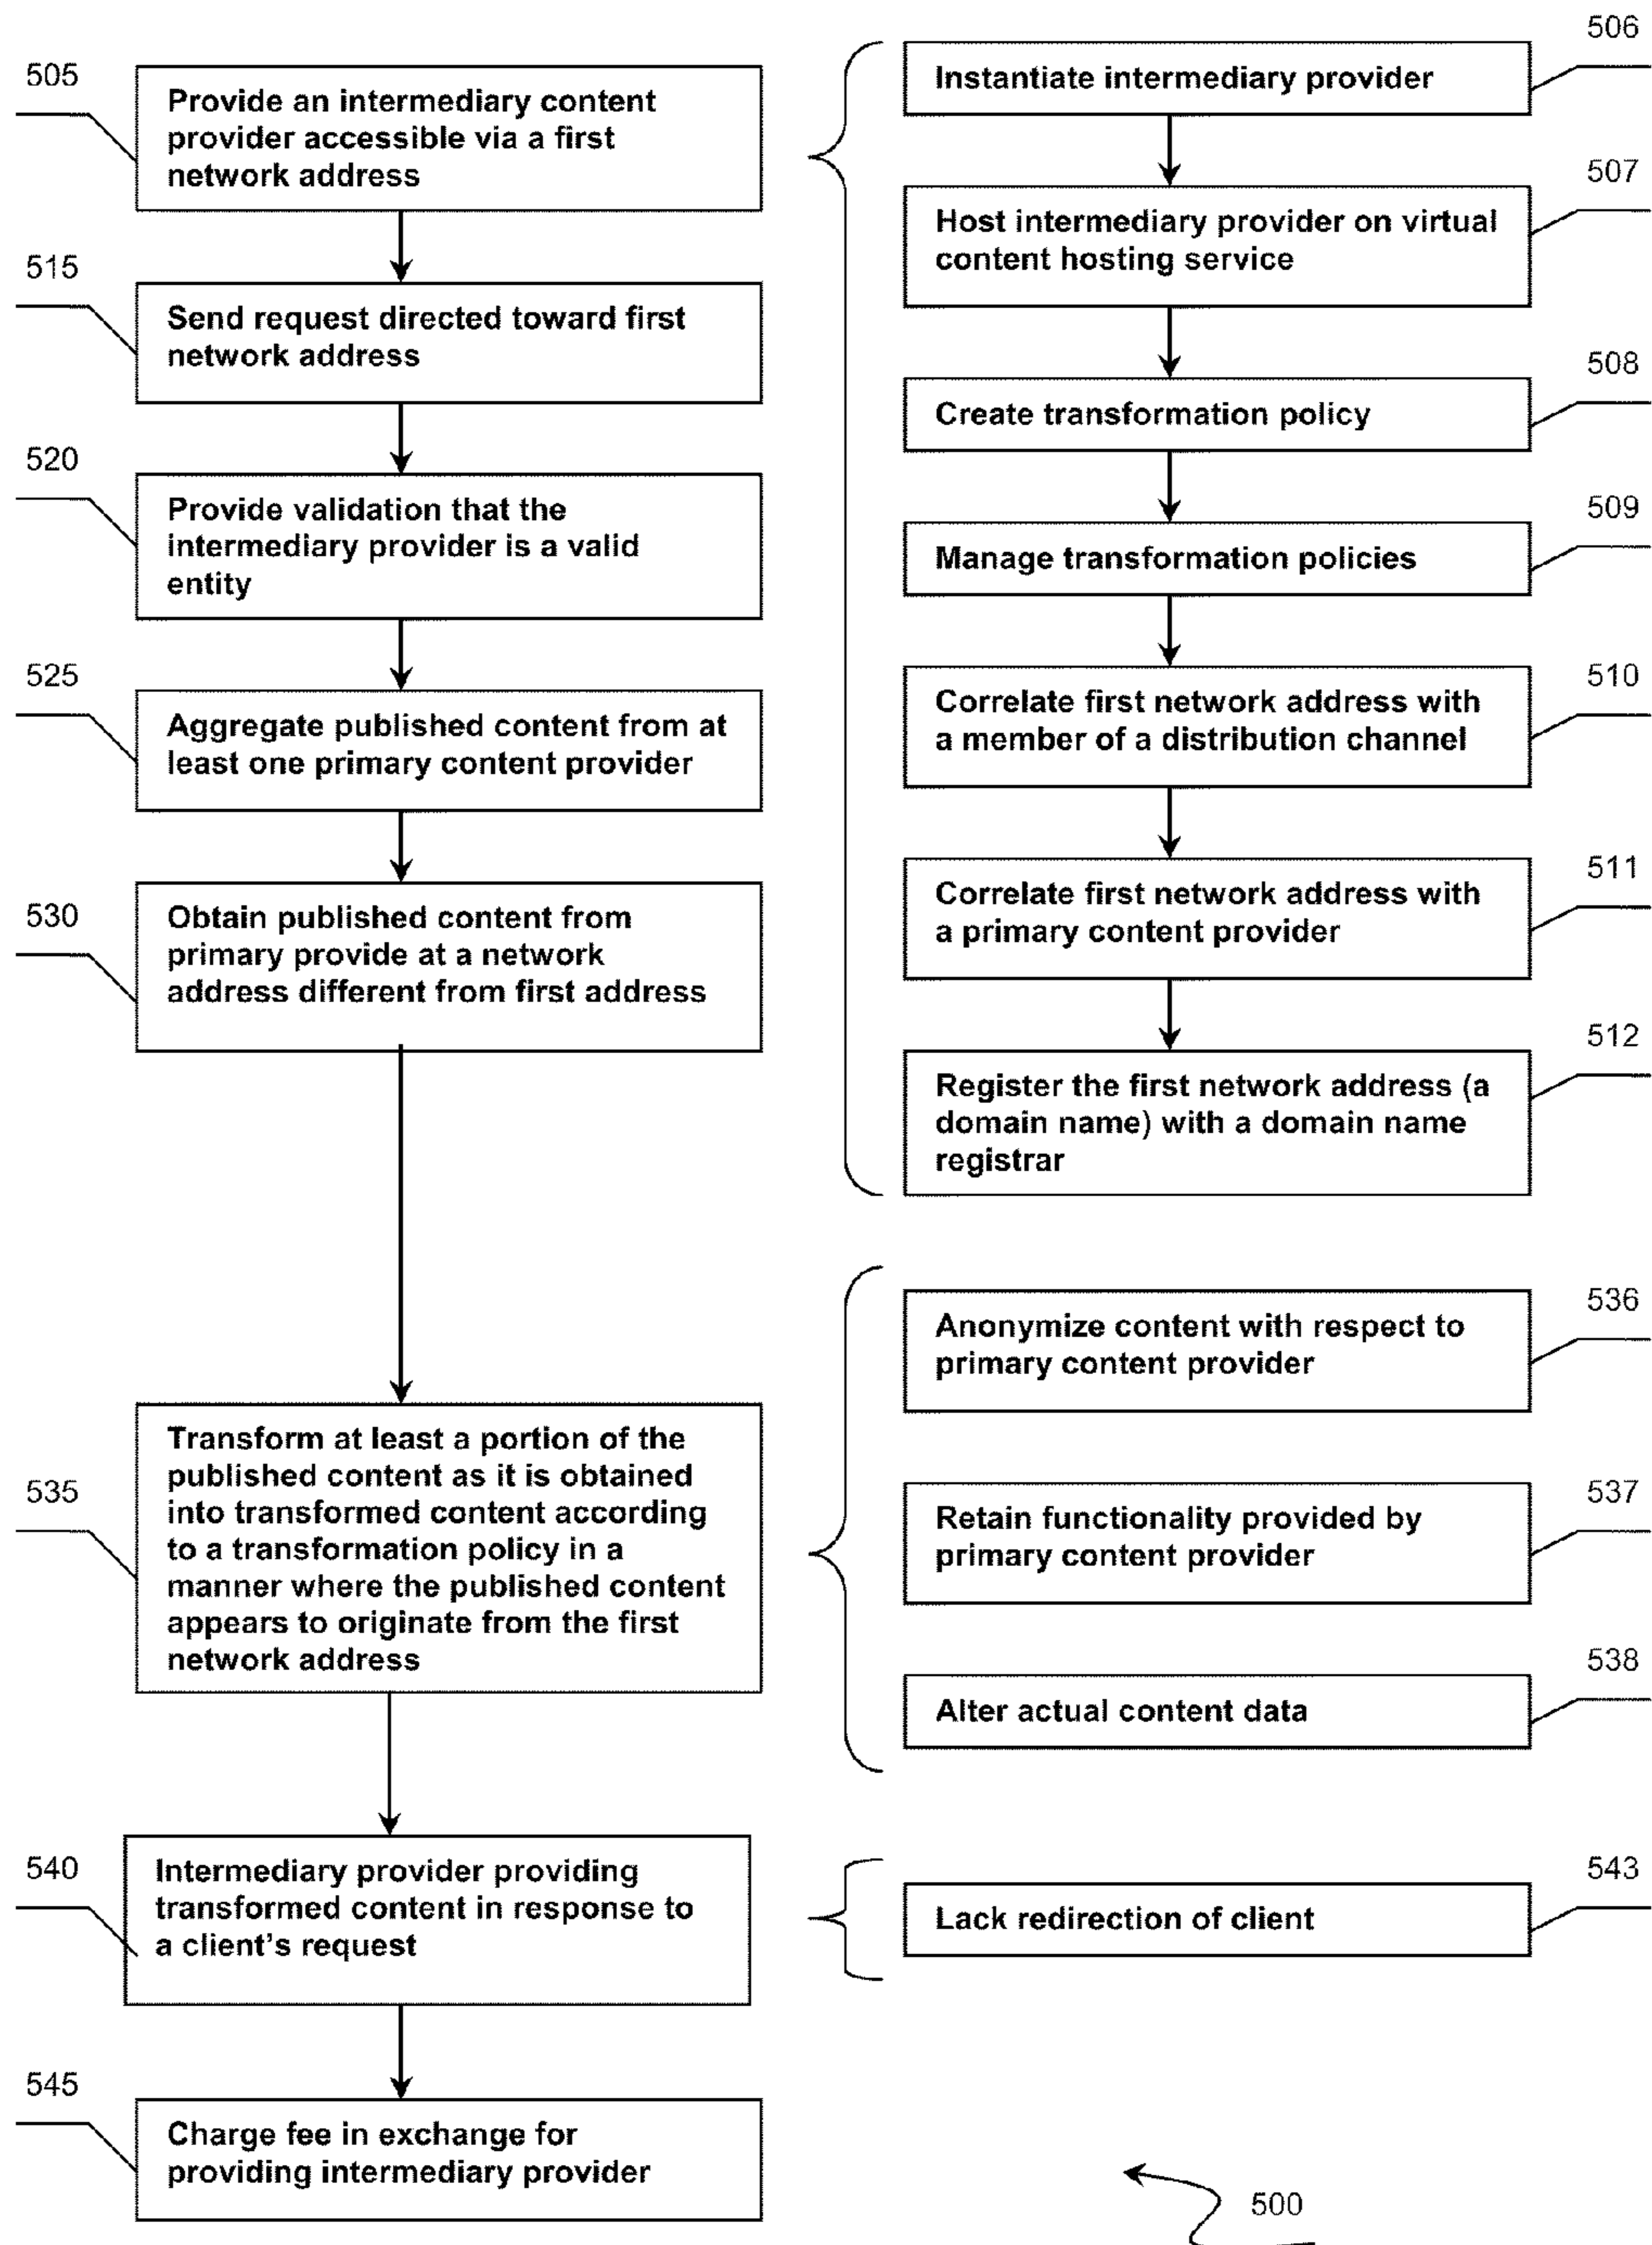 505
Provide an intermediary content
provider accessible via a first
network address
515
Send request directed toward first
network address
520
Provide validation that the
intermediary provider is a valid
entity
525
Aggregate published content from at
least one primary content provider
530
Obtain published content from
primary provide at a network
address different from first address
535
Transform at least a portion of the
published content as it is obtained
into transformed content according
to a transformation policy in a
manner where the published content
appears to originate from the first
network address
540
Intermediary provider providing
transformed content in response to
a client's request
545
Charge fee in exchange for
providing intermediary provider
506
Instantiate intermediary provider
507
Host intermediary provider on virtual
content hosting service
508
Create transformation policy
509
Manage transformation policies
510
Correlate first network address with
a member of a distribution channel
511
Correlate first network address with
a primary content provider
512
Register the first network address (a
domain name) with a domain name
registrar
536
Anonymize content with respect to
primary content provider
537
Retain functionality provided by
primary content provider
538
Alter actual content data
543
Lack redirection of client
500